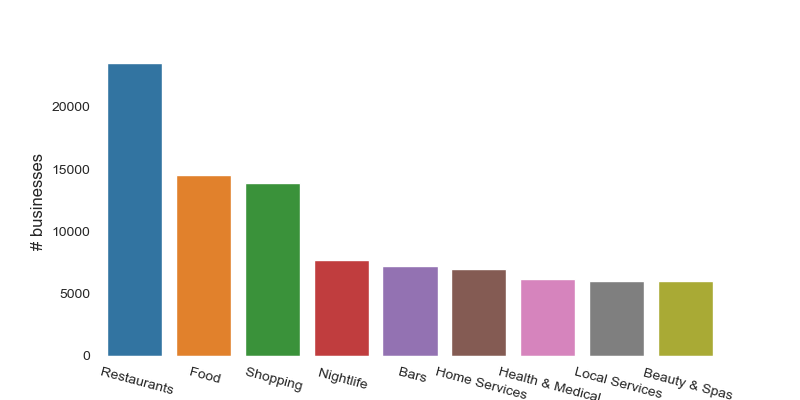 # businesses
20000
15000
10000
5000
0
Restaurants
Food
Shopping
Nightlife
Bars
Home Services
Health & Medical
Local Services
Beauty & Spas